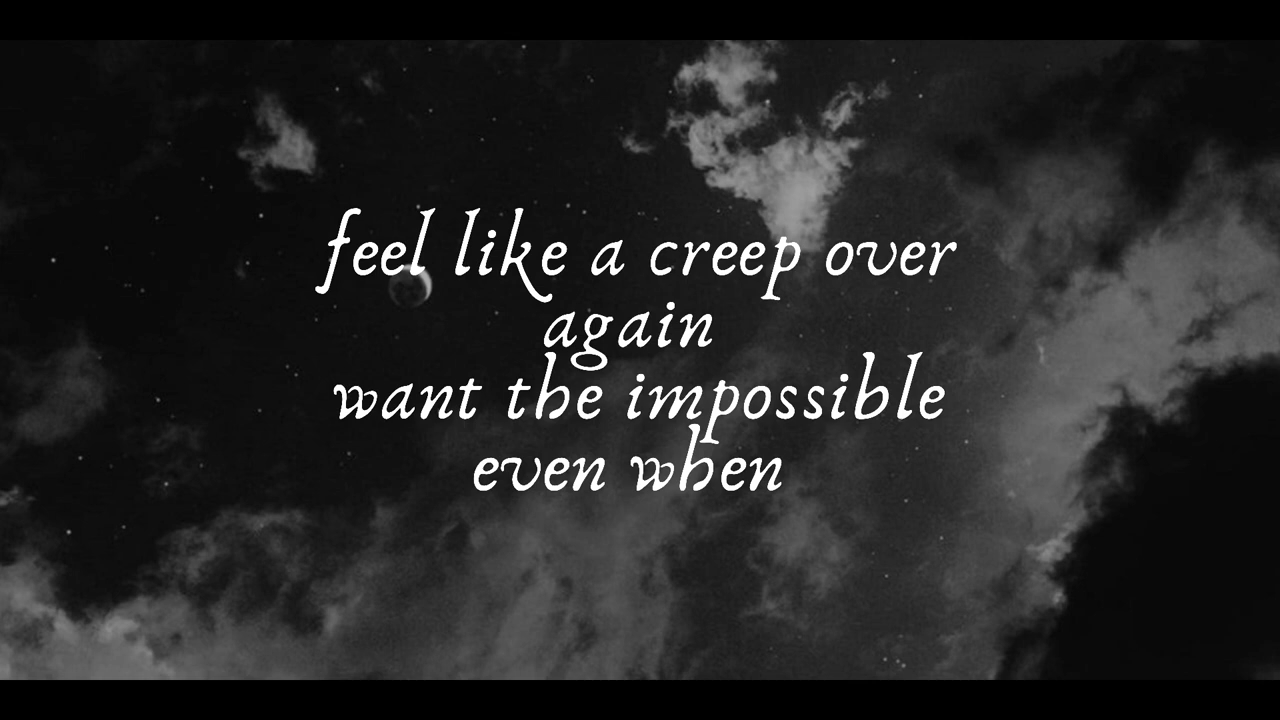 feel like a creep over
again
want the impossible
even when